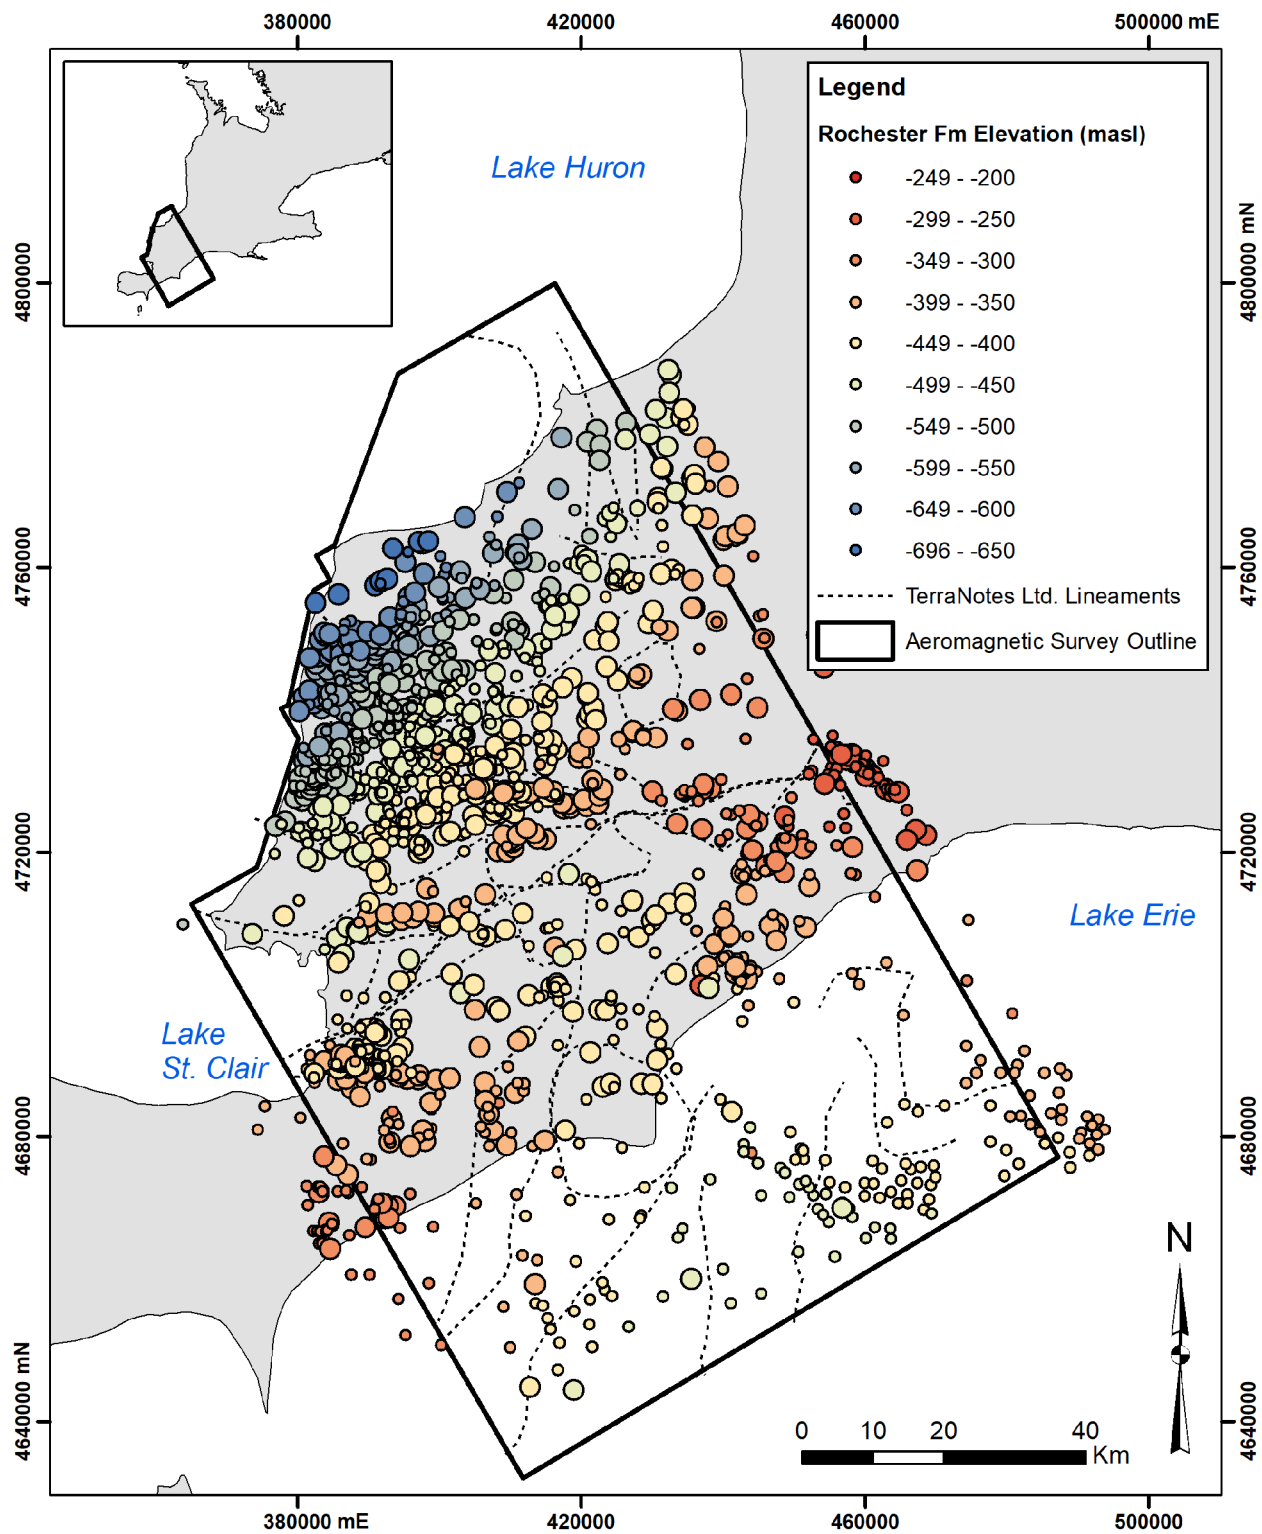 380000
420000
460000
500000 mE
Legend
Rochester Fm Elevation (masl)
-249 - -200
-299 - -250
-349 - -300
-399 - -350
-449 - -400
-499 - -450
-549 - -500
-599 - -550
-649 - -600
-696 - -650
TerraNotes Ltd. Lineaments
Aeromagnetic Survey Outline
Lake Huron
4800000
4800000 mN
4760000
4760000
4720000
4720000
Lake Erie
Lake
St. Clair
4680000
4680000
N
4640000 mN
4640000
0 10 20 40
Km
380000 mE
420000
460000
500000